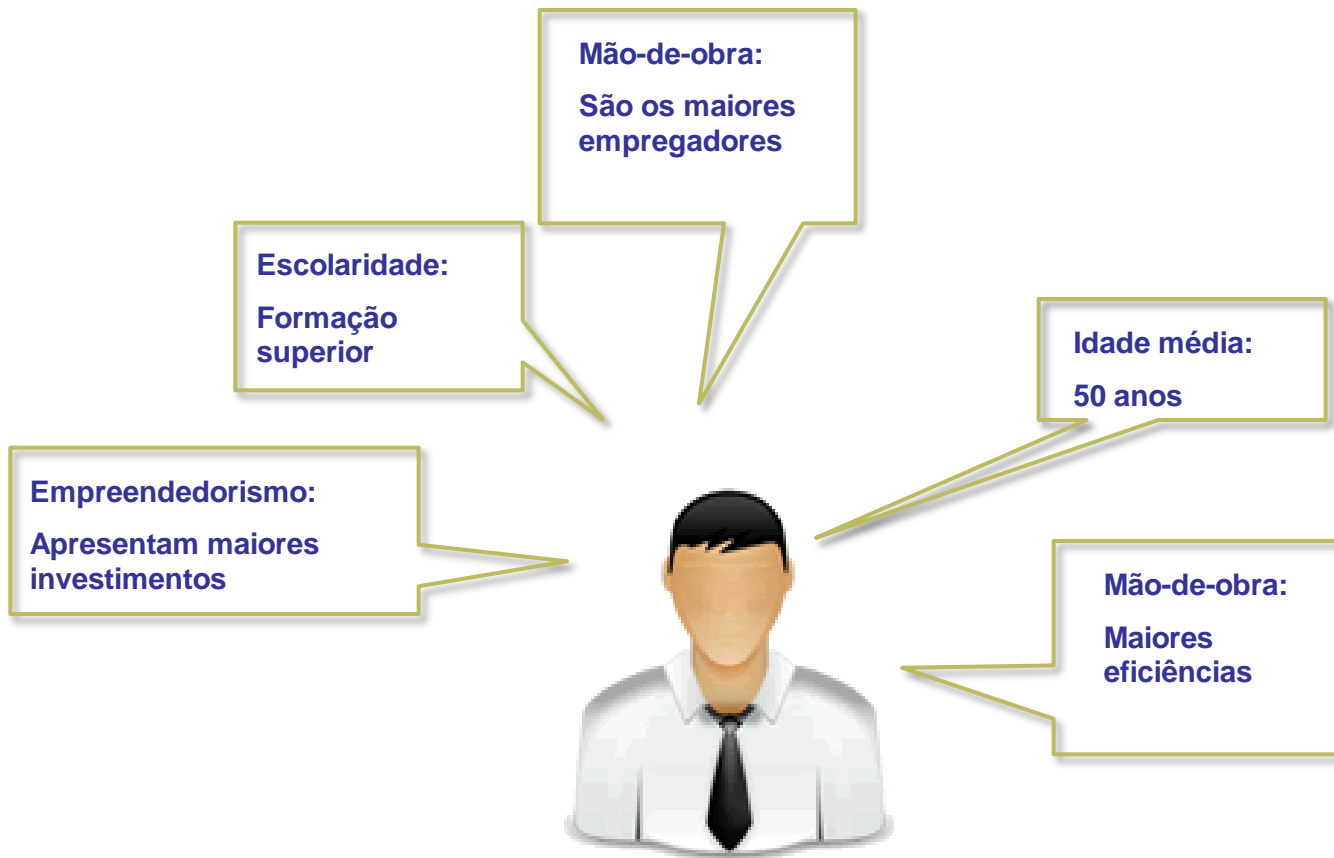 Mão-de-obra:
São os maiores
empregadores
Escolaridade:
Formação
superior
Idade média:
50 anos
Empreendedorismo:
Apresentam maiores
investimentos
Mão-de-obra:
Maiores
eficiências